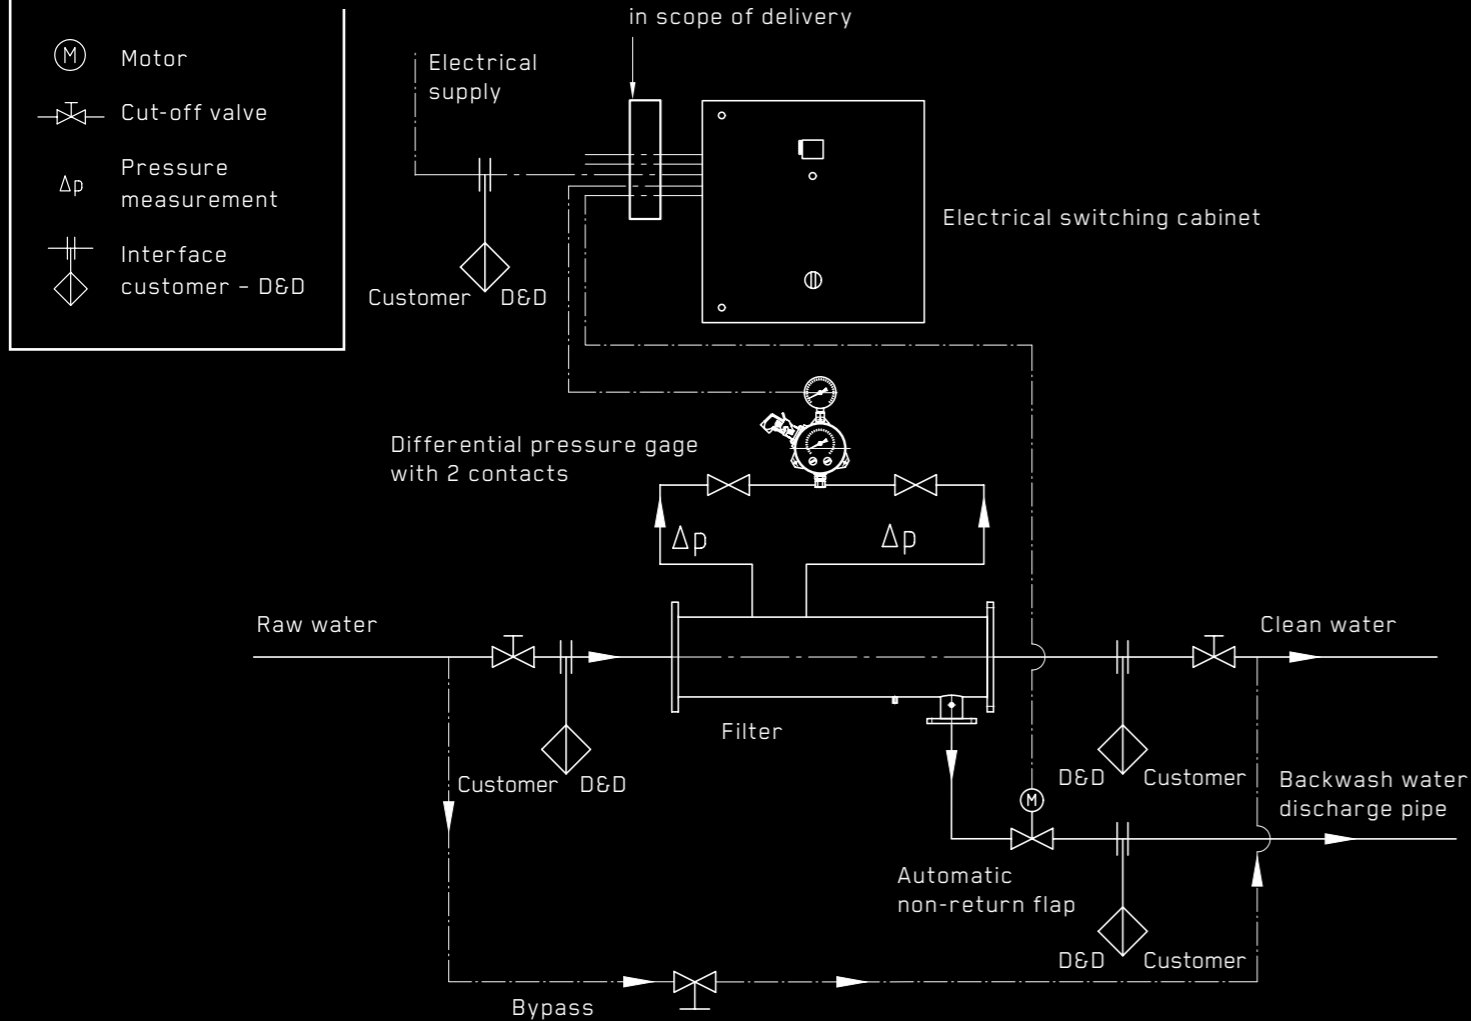 M
Motor
Cut-off valve
Δp
Pressure
measurement
Interface
customer – D&D
in scope of delivery
Electrical
supply
Customer
D&D
Electrical switching cabinet
Differential pressure gage
with 2 contacts
Δp
Δp
Raw water
Clean water
Filter
Customer
D&D
D&D
Customer
Backwash water
discharge pipe
M
Automatic
non-return flap
D&D
Customer
Bypass